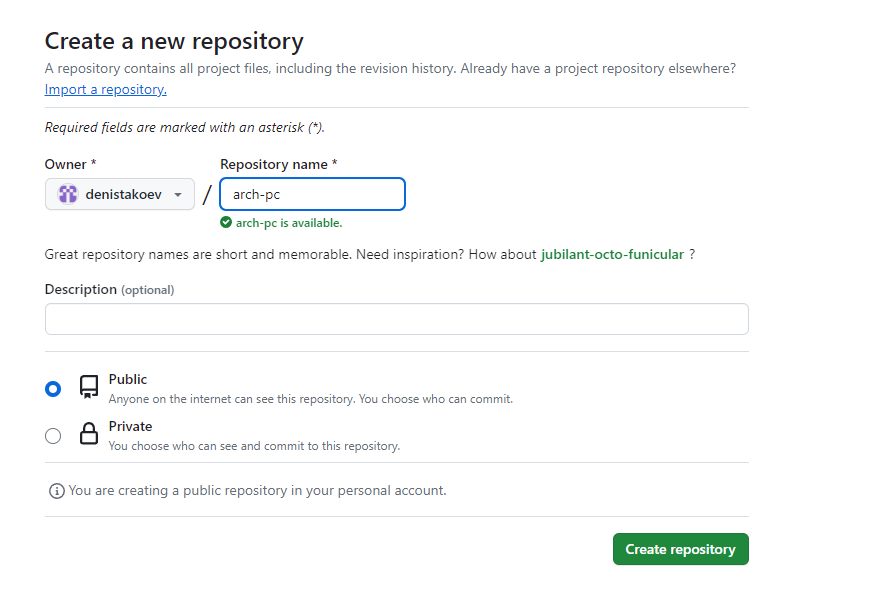 Create a new repository
A repository contains all project files, including the revision history. Already have a project repository elsewhere?
Import a repository.
Required fields are marked with an asterisk (*).
Owner * Repository name *
denistakoev / arch-pc
arch-pc is available.
Great repository names are short and memorable. Need inspiration? How about jubilant-octo-funicular ?
Description (optional)
Public
Anyone on the internet can see this repository. You choose who can commit.
Private
You choose who can see and commit to this repository.
You are creating a public repository in your personal account.
Create repository